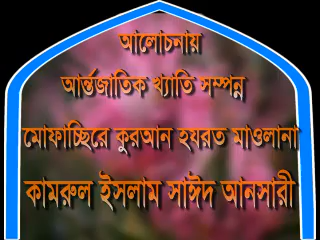 আলোচনায়
আর্ন্তজাতিক খ্যাতি সম্পন্ন
মোফাচ্ছিরে কুরআন হযরত মাওলানা
কামরুল ইসলাম সাঈদ আনসারী